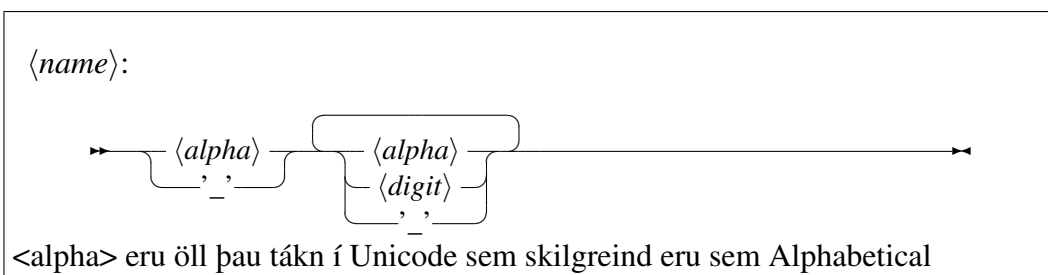 ⟨name⟩:
⟨alpha⟩ ⟨alpha⟩
'_' ⟨digit⟩
'_'
<alpha> eru öll þau tákn í Unicode sem skilgreind eru sem Alphabetical